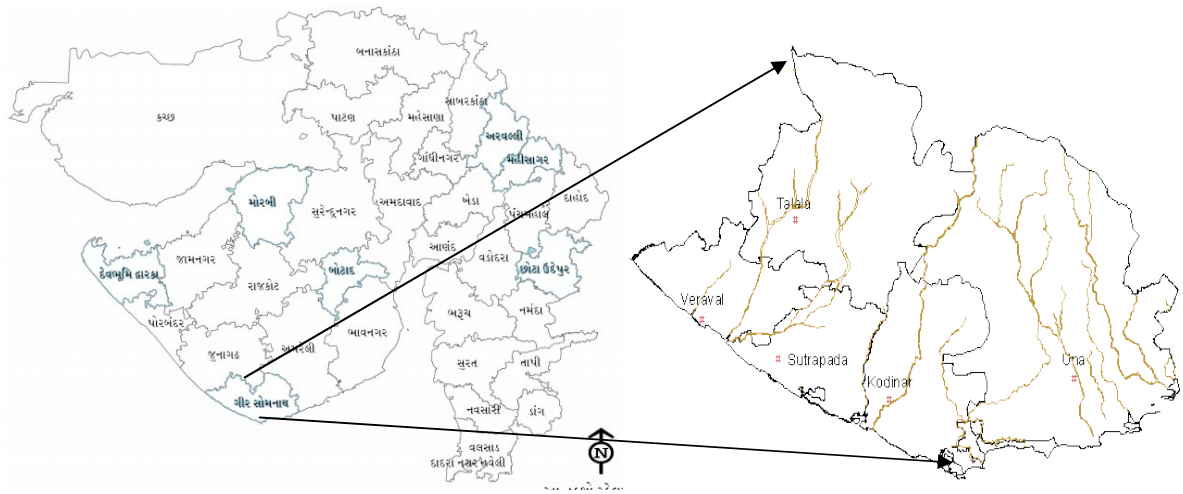 બનાસકાંઠા
સાબરકાંઠા
કચ્છ
પાટણ
મહેસાણા
અરવલ્લી
ગાંધીનગર
મહીસાગર
મોરબી
સુરેન્દ્રનગર
અમદાવાદ
ખેડા
પંચમહાલ
દાહોદ
જામનગર
આણંદ
વડોદરા
દેવભૂમિ દ્વારકા
બોટાદ
છોટા ઉદેપુર
રાજકોટ
પોરબંદર
ભાવનગર
ભરૂચ
નર્મદા
જુનાગઢ
અમરેલી
સુરત
તાપી
ગીર સોમનાથ
નવસારી
ડાંગ
વલસાડ
દાદરા નગર હવેલી
N
Talala
Veraval
Sutrapada
Kodinar
Una